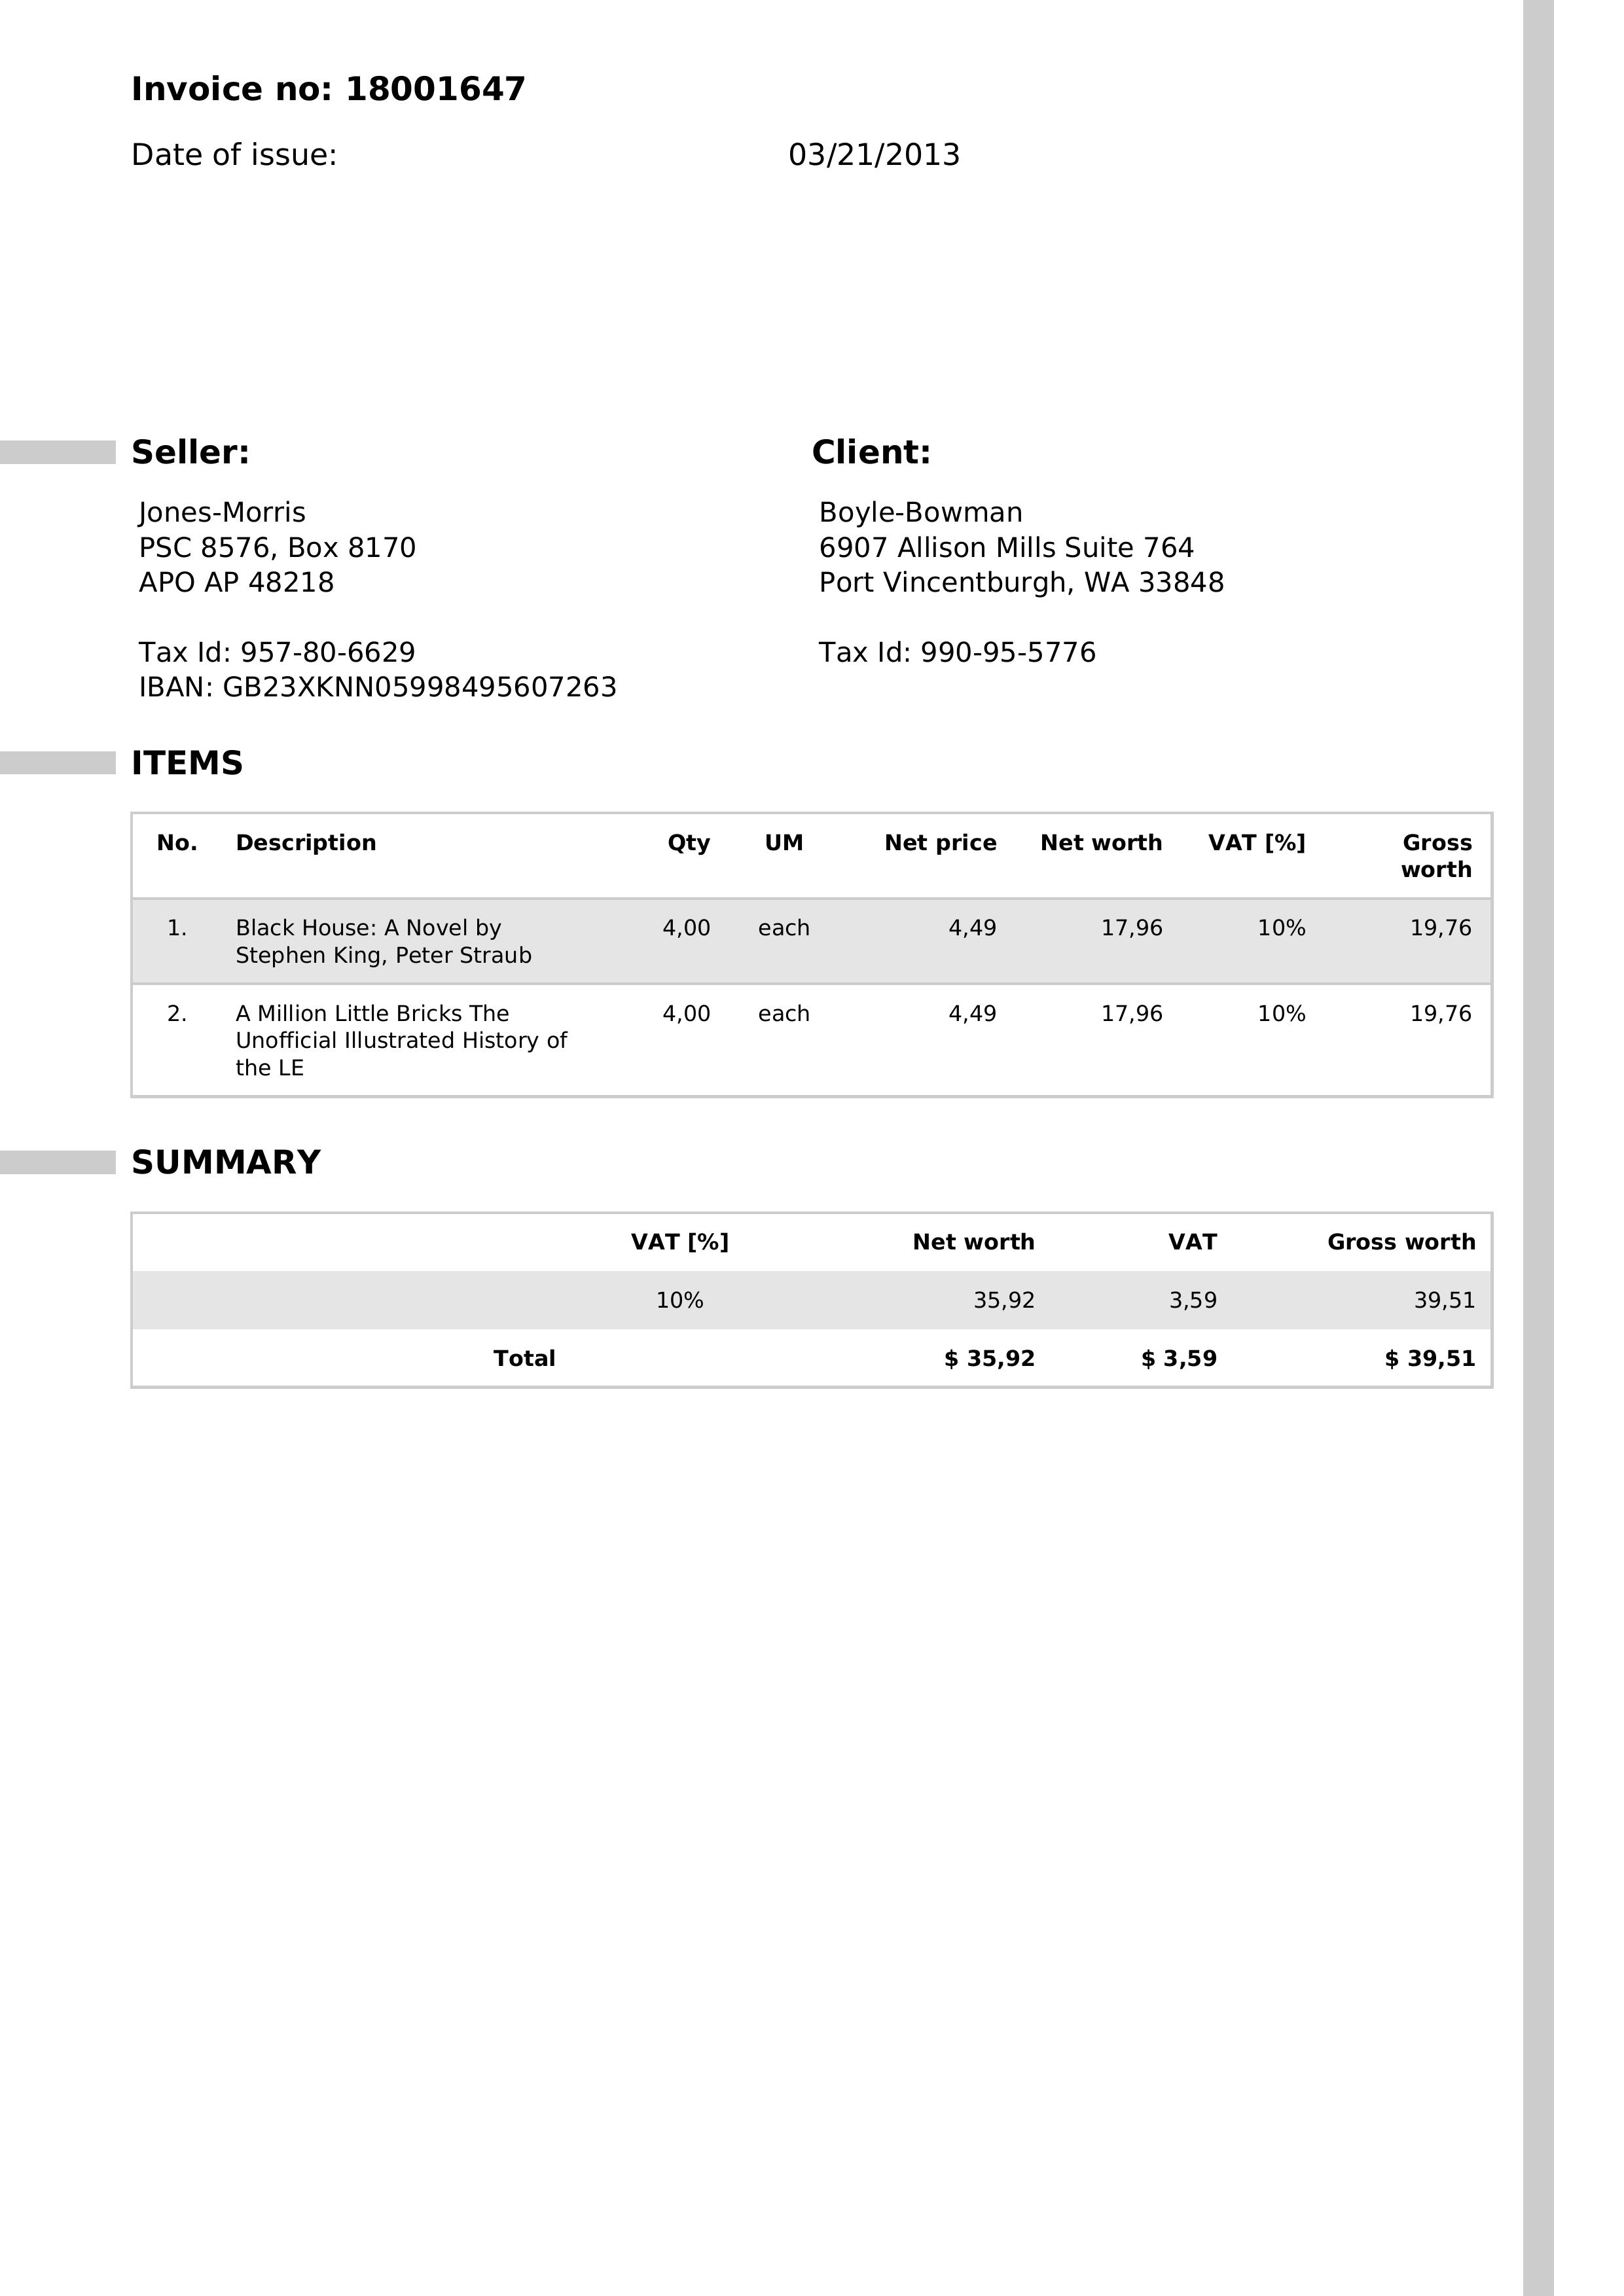 Invoice no: 18001647
Date of issue: 03/21/2013
Seller:
Jones-Morris
PSC 8576, Box 8170
APO AP 48218
Tax Id: 957-80-6629
IBAN: GB23XKNN05998495607263
Client:
Boyle-Bowman
6907 Allison Mills Suite 764
Port Vincentburgh, WA 33848
Tax Id: 990-95-5776
ITEMS
No. Description Qty UM Net price Net worth VAT [%] Gross
worth
1. Black House: A Novel by 4,00 each 4,49 17,96 10% 19,76
Stephen King, Peter Straub
2. A Million Little Bricks The 4,00 each 4,49 17,96 10% 19,76
Unofficial Illustrated History of
the LE
SUMMARY
VAT [%] Net worth VAT Gross worth
10% 35,92 3,59 39,51
Total $ 35,92 $ 3,59 $ 39,51